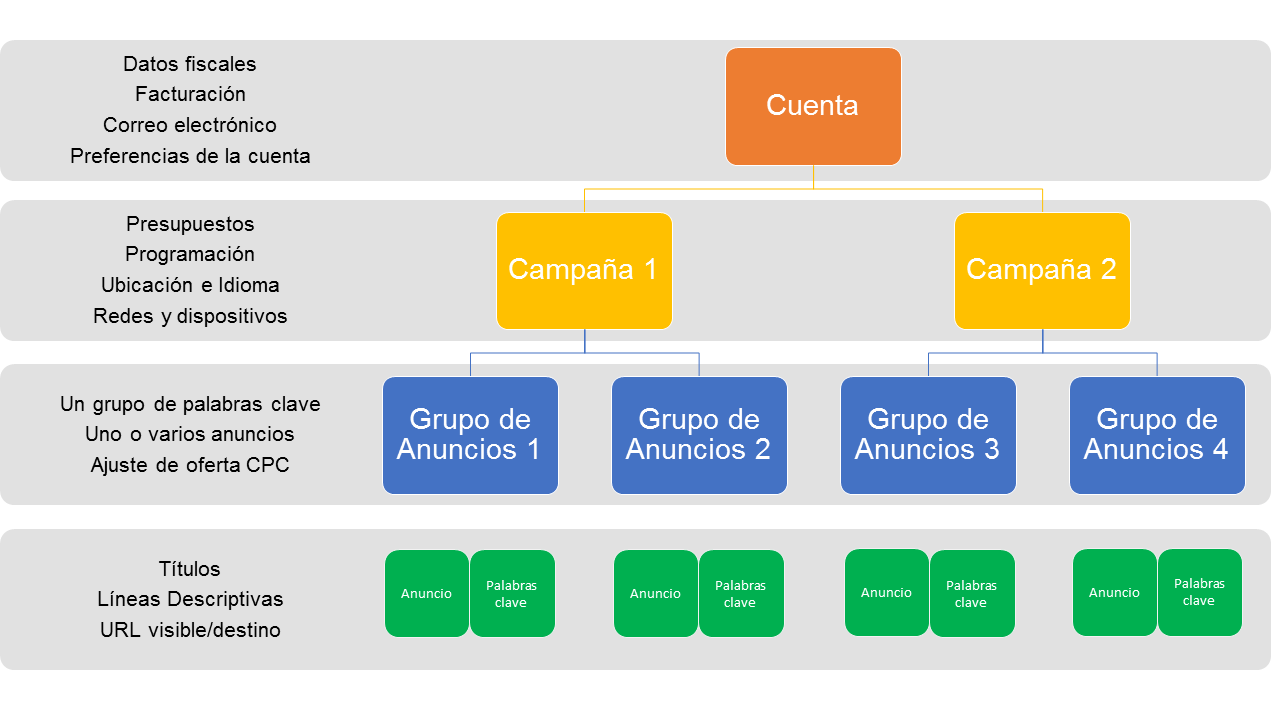 Datos fiscales
Facturación
Correo electrónico
Preferencias de la cuenta
Cuenta
Presupuestos
Programación
Ubicación e Idioma
Redes y dispositivos
Campaña 1
Campaña 2
Un grupo de palabras clave
Uno o varios anuncios
Ajuste de oferta CPC
Grupo de
Anuncios 1
Grupo de
Anuncios 2
Grupo de
Anuncios 3
Grupo de
Anuncios 4
Títulos
Líneas Descriptivas
URL visible/destino
Anuncio
Palabras
clave
Anuncio
Palabras
clave
Anuncio
Palabras
clave
Anuncio
Palabras
clave